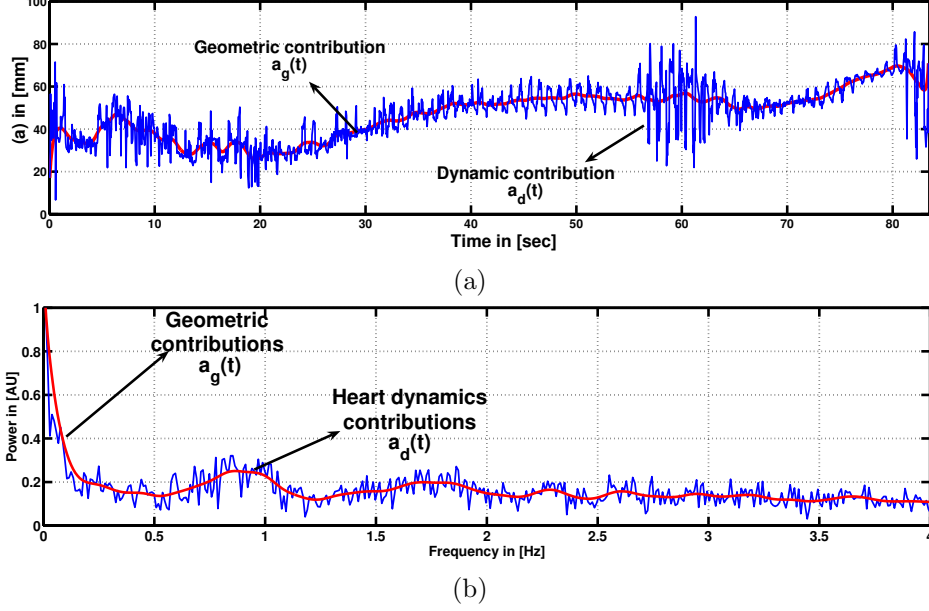 100
80
60
40
20
0
(a) in [mm]
Geometric contribution
a_g(t)
Dynamic contribution
a_d(t)
0 10 20 30 40 50 60 70 80
Time in [sec]
(a)
1
0.8
0.6
0.4
0.2
0
Power in [AU]
Geometric
contributions
a_g(t)
Heart dynamics
contributions
a_d(t)
0 0.5 1 1.5 2 2.5 3 3.5 4
Frequency in [Hz]
(b)